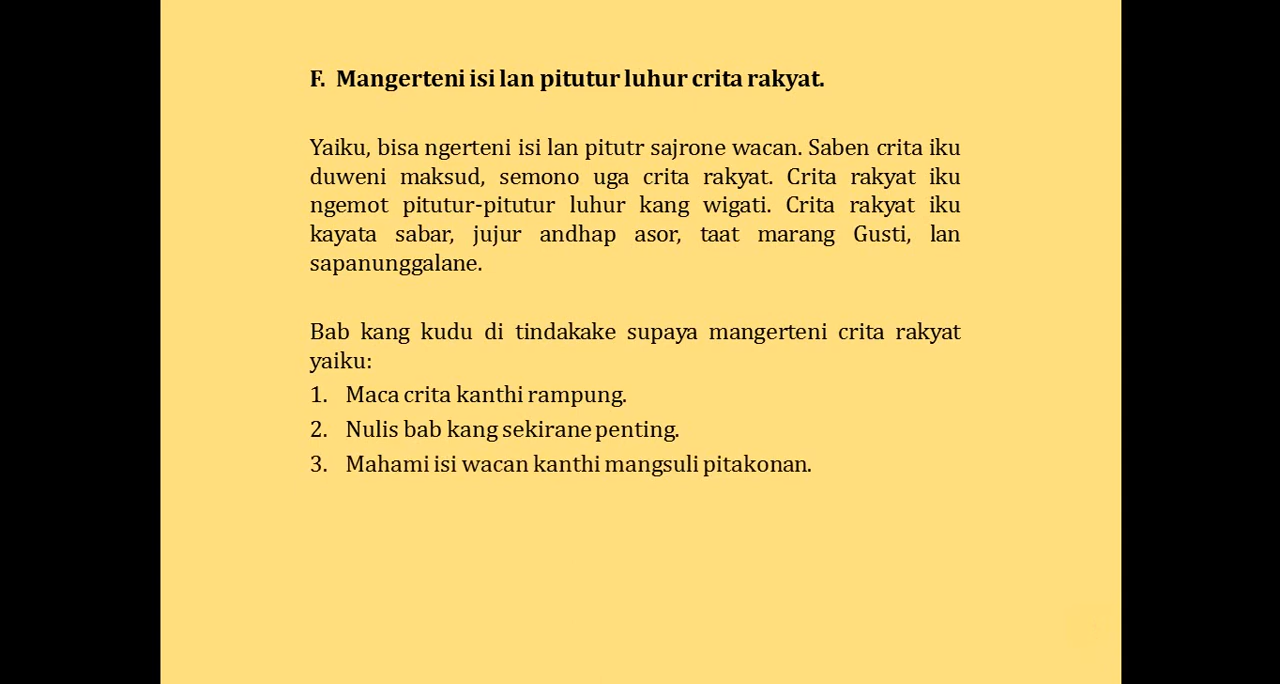 F. Mangerteni isi lan pitutur luhur crita rakyat.
Yaiku, bisa ngerteni isi lan pitutr sajrone wacan. Saben crita iku
duweni maksud, semono uga crita rakyat. Crita rakyat iku
ngemot pitutur-pitutur luhur kang wigati. Crita rakyat iku
kayata sabar, jujur andhap asor, taat marang Gusti, lan
sapanunggalane.
Bab kang kudu di tindakake supaya mangerteni crita rakyat
yaiku:
1. Maca crita kanthi rampung.
2. Nulis bab kang sekirane penting.
3. Mahami isi wacan kanthi mangsuli pitakonan.